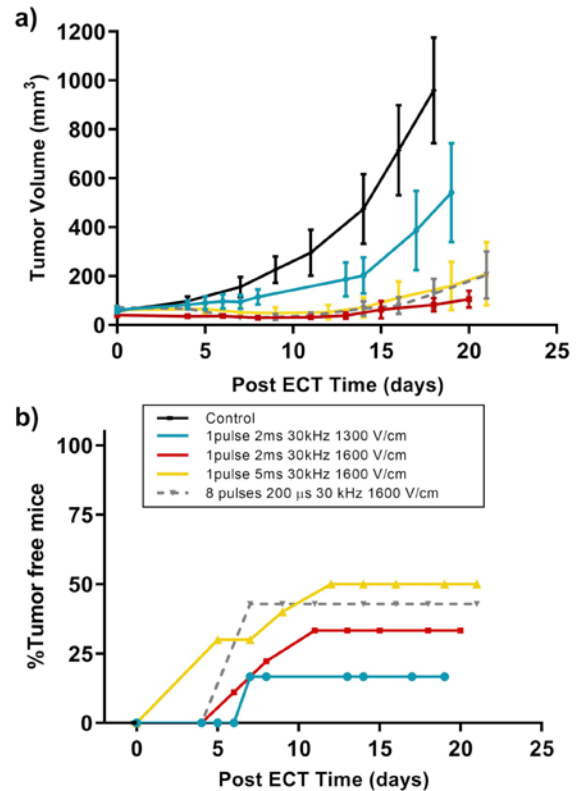 a)
Tumor Volume (mm³)
1200
1000
800
600
400
200
0
0 5 10 15 20 25
Post ECT Time (days)
b)
Control
1pulse 2ms 30kHz 1300 V/cm
1pulse 2ms 30kHz 1600 V/cm
1pulse 5ms 30kHz 1600 V/cm
8 pulses 200 μs 30 kHz 1600 V/cm
%Tumor free mice
100
75
50
25
0
0 5 10 15 20 25
Post ECT Time (days)